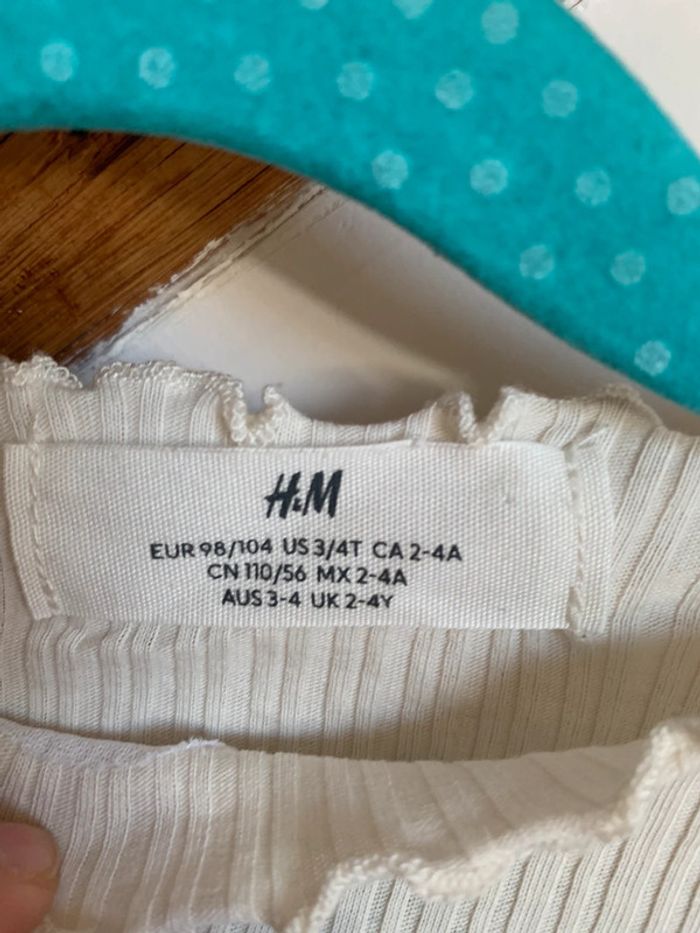 H&M
EUR 98/104 US 3/4T CA 2-4A
CN 110/56 MX 2-4A
AUS 3-4 UK 2-4Y